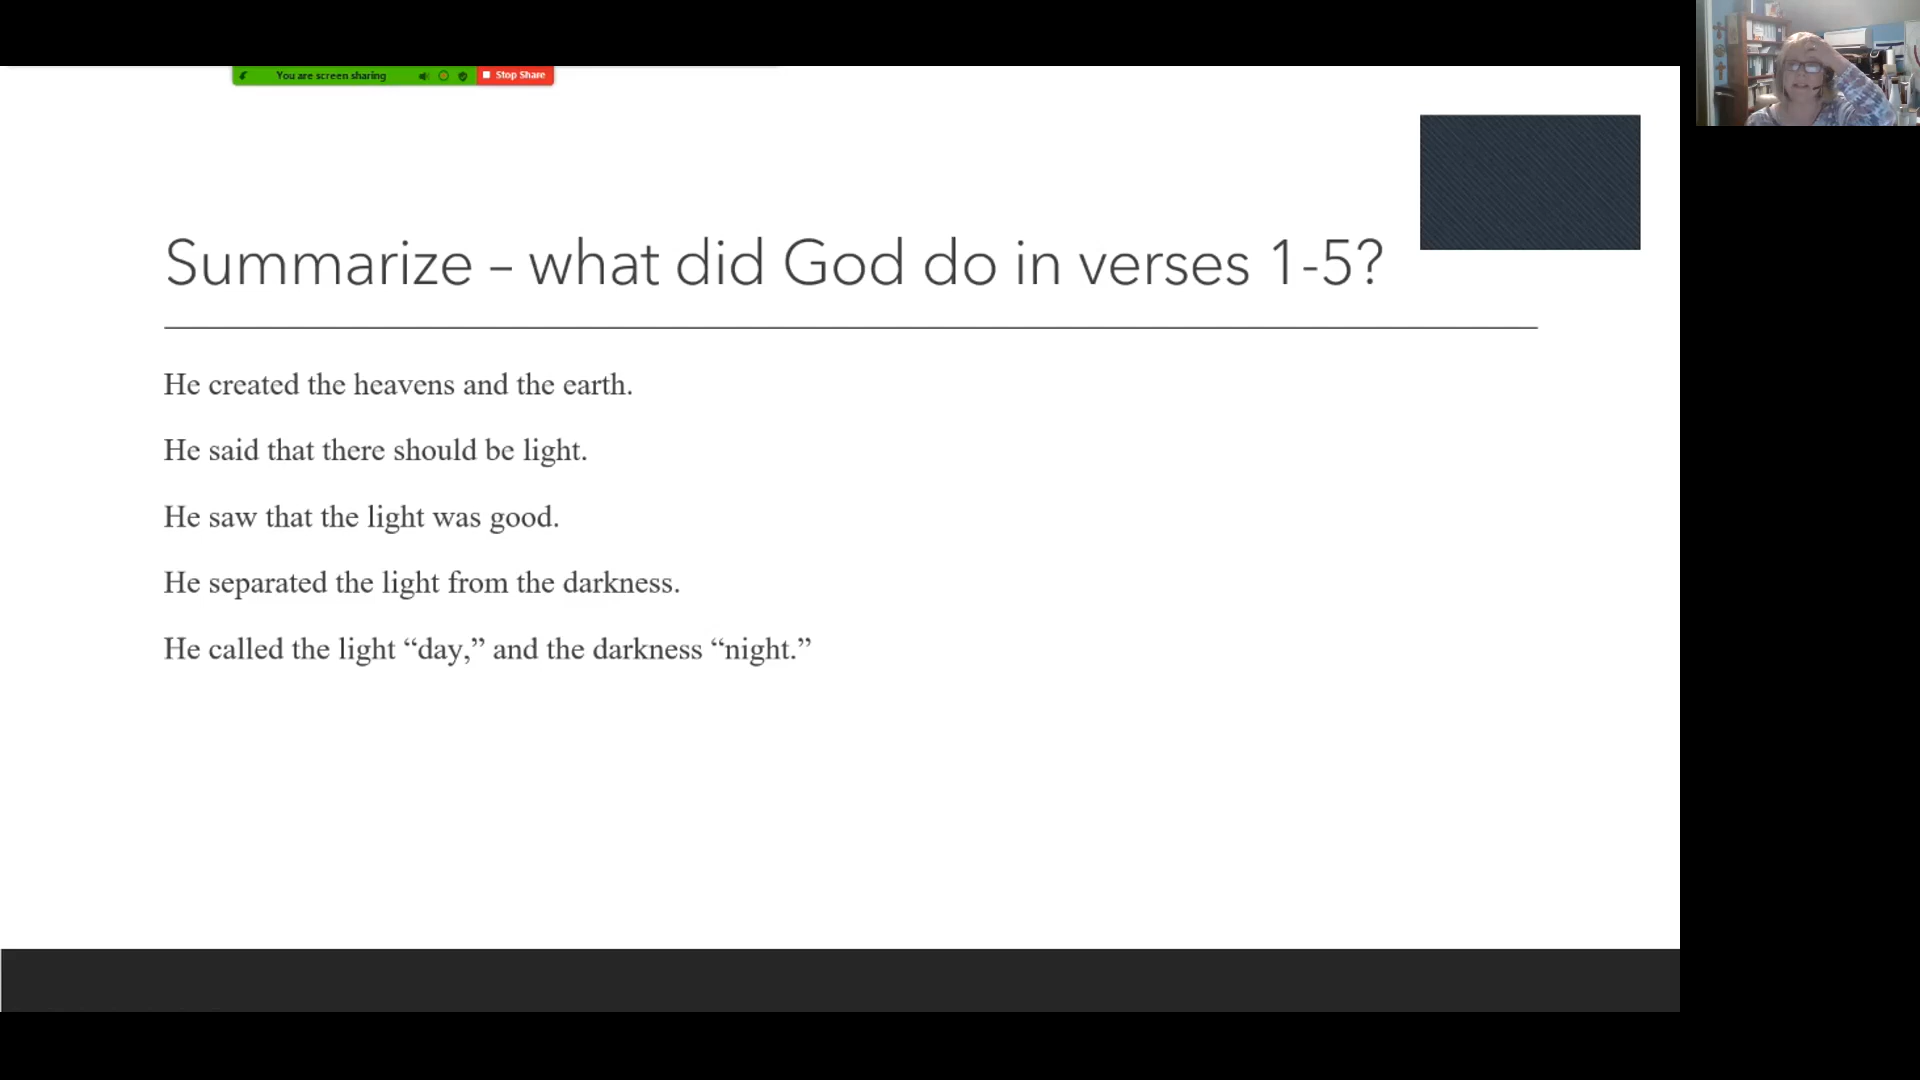 You are screen sharing
Stop Share
Summarize – what did God do in verses 1-5?
He created the heavens and the earth.
He said that there should be light.
He saw that the light was good.
He separated the light from the darkness.
He called the light “day,” and the darkness “night.”